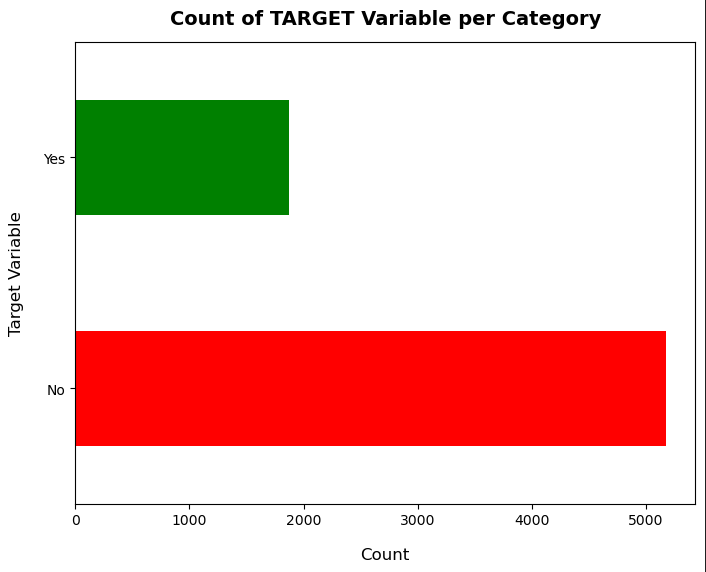 Count of TARGET Variable per Category
Target Variable
Yes
No
0 1000 2000 3000 4000 5000
Count